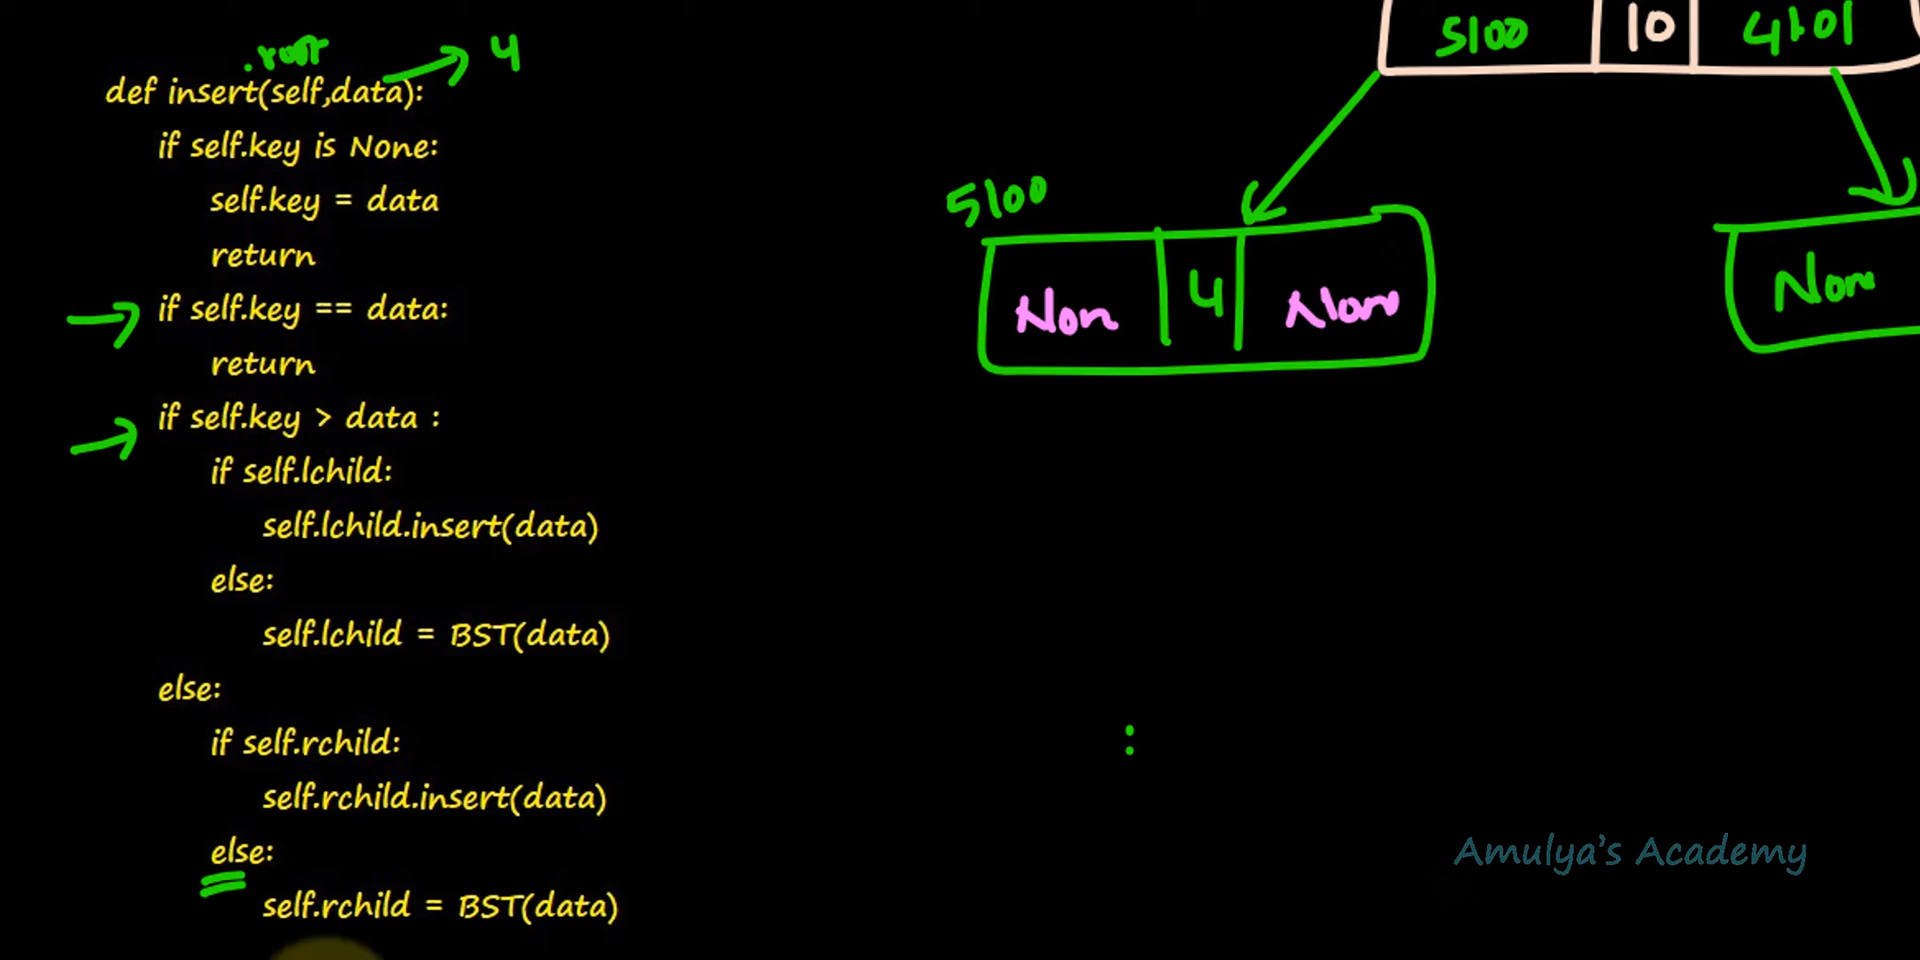 .root
4
def insert(self,data):
if self.key is None:
self.key = data
return
if self.key == data:
return
if self.key > data :
if self.lchild:
self.lchild.insert(data)
else:
self.lchild = BST(data)
else:
if self.rchild:
self.rchild.insert(data)
else:
self.rchild = BST(data)
5100 10 4101
5100
Non 4 Non
Non
:
Amulya's Academy